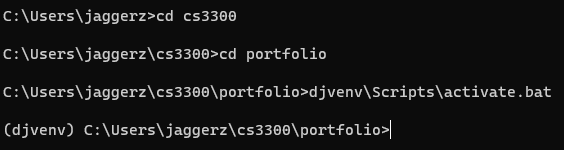 C:\Users\jaggerz>cd cs3300
C:\Users\jaggerz\cs3300>cd portfolio
C:\Users\jaggerz\cs3300\portfolio>djvenv\Scripts\activate.bat
(djvenv) C:\Users\jaggerz\cs3300\portfolio>